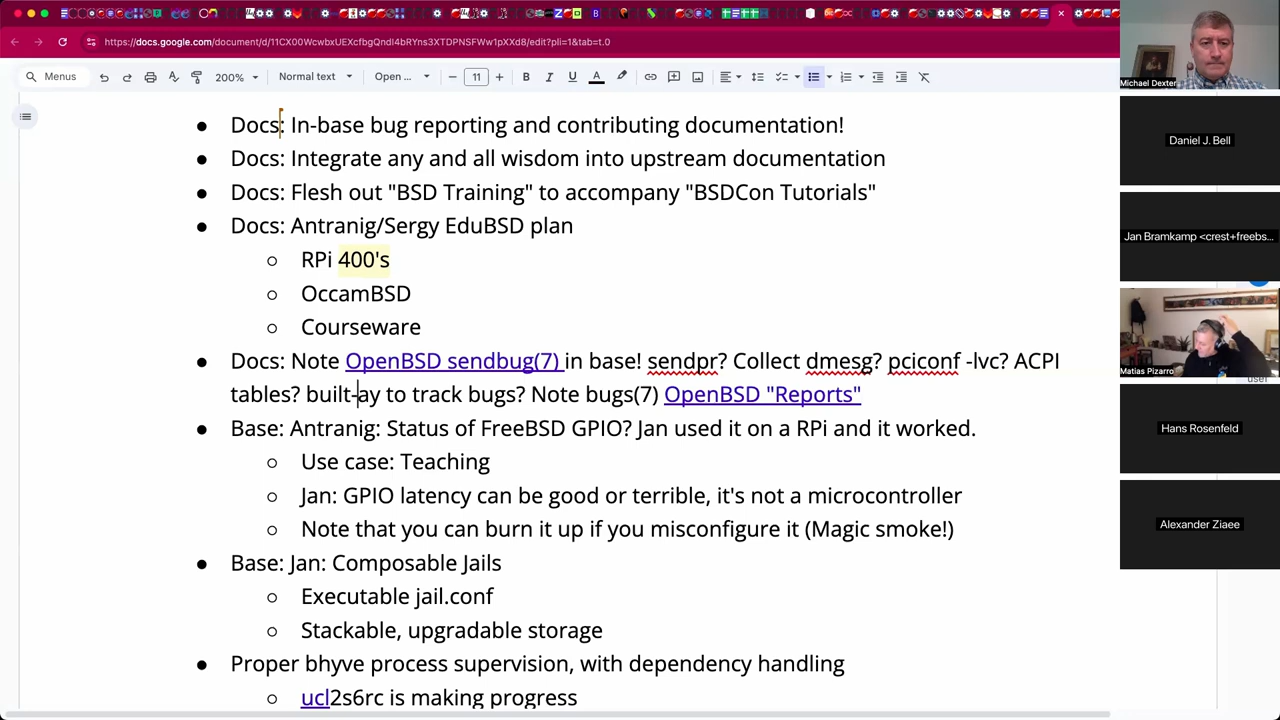 https://docs.google.com/document/d/11CX00WcwbxUEXcfbgQndl4bRYns3XTDPNSFWw1pXXd8/edit?pli=1&tab=t.0
Menus 200% Normal text Open ... 11
Docs: In-base bug reporting and contributing documentation!
Docs: Integrate any and all wisdom into upstream documentation
Docs: Flesh out "BSD Training" to accompany "BSDCon Tutorials"
Docs: Antranig/Sergy EduBSD plan
RPi 400's
OccamBSD
Courseware
Docs: Note OpenBSD sendbug(7) in base! sendpr? Collect dmesg? pciconf -lvc? ACPI
tables? built-ay to track bugs? Note bugs(7) OpenBSD "Reports"
Base: Antranig: Status of FreeBSD GPIO? Jan used it on a RPi and it worked.
Use case: Teaching
Jan: GPIO latency can be good or terrible, it's not a microcontroller
Note that you can burn it up if you misconfigure it (Magic smoke!)
Base: Jan: Composable Jails
Executable jail.conf
Stackable, upgradable storage
Proper bhyve process supervision, with dependency handling
ucl2s6rc is making progress
Michael Dexter
Daniel J. Bell
Jan Bramkamp <crest+freebs...
Matias Pizarro
user
Hans Rosenfeld
Alexander Ziaee